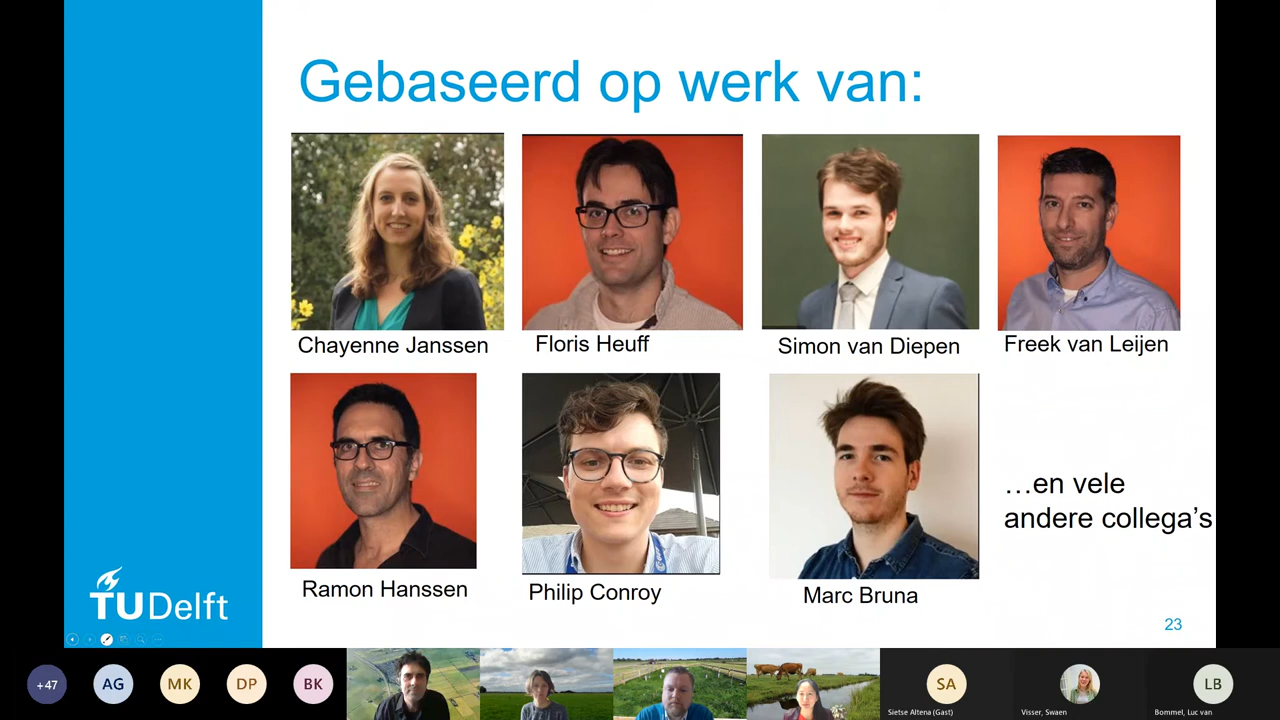 Gebaseerd op werk van:
Chayenne Janssen
Floris Heuff
Simon van Diepen
Freek van Leijen
Ramon Hanssen
Philip Conroy
Marc Bruna
…en vele
andere collega's
TUDelft
23
+47
AG
MK
DP
BK
SA
LB
Sietse Altena (Gast)
Visser, Swaen
Bommel, Luc van